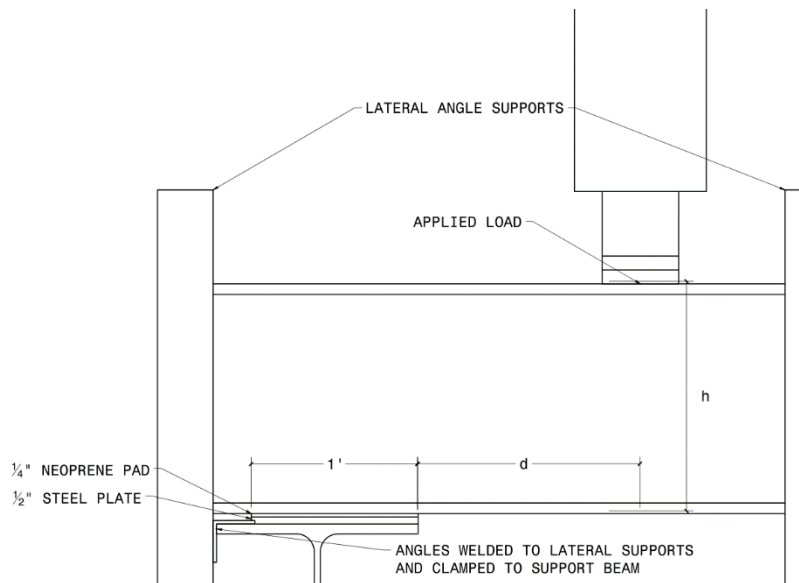 LATERAL ANGLE SUPPORTS
APPLIED LOAD
h
1'
d
¼" NEOPRENE PAD
½" STEEL PLATE
ANGLES WELDED TO LATERAL SUPPORTS
AND CLAMPED TO SUPPORT BEAM